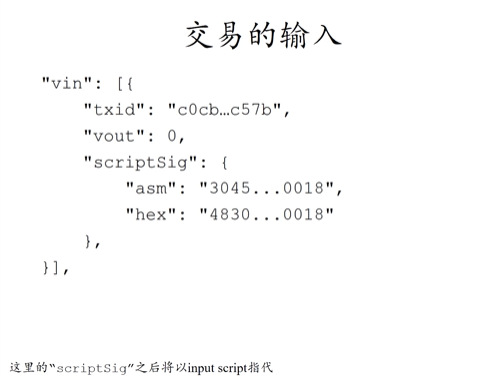 交易的输入
"vin": [{
"txid": "c0cb…c57b",
"vout": 0,
"scriptSig": {
"asm": "3045...0018",
"hex": "4830...0018"
},
}],
这里的“scriptSig”之后将以input script指代